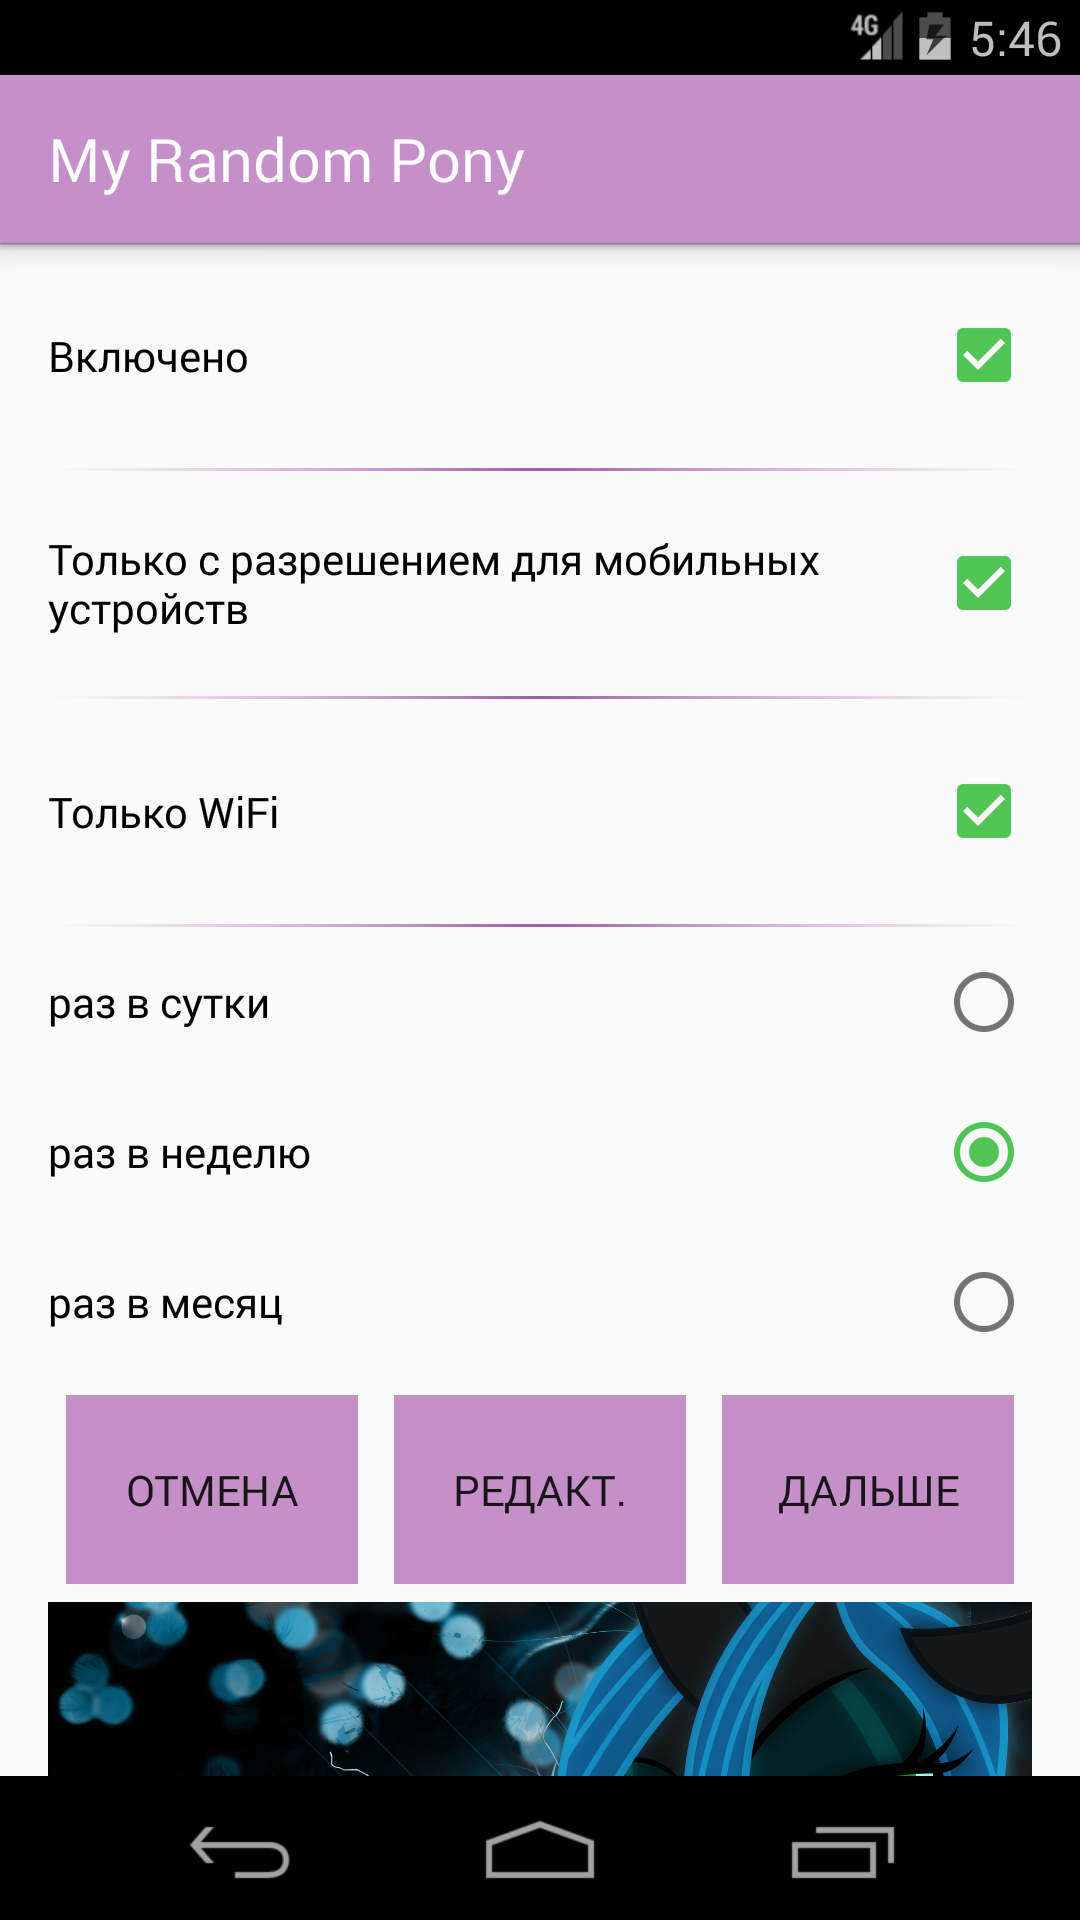 4G 5:46
My Random Pony
Включено
Только с разрешением для мобильных
устройств
Только WiFi
раз в сутки
раз в неделю
раз в месяц
ОТМЕНА РЕДАКТ. ДАЛЬШЕ